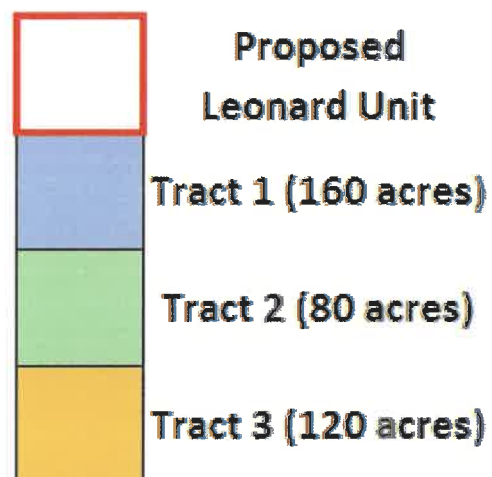 Proposed
Leonard Unit
Tract 1 (160 acres)
Tract 2 (80 acres)
Tract 3 (120 acres)